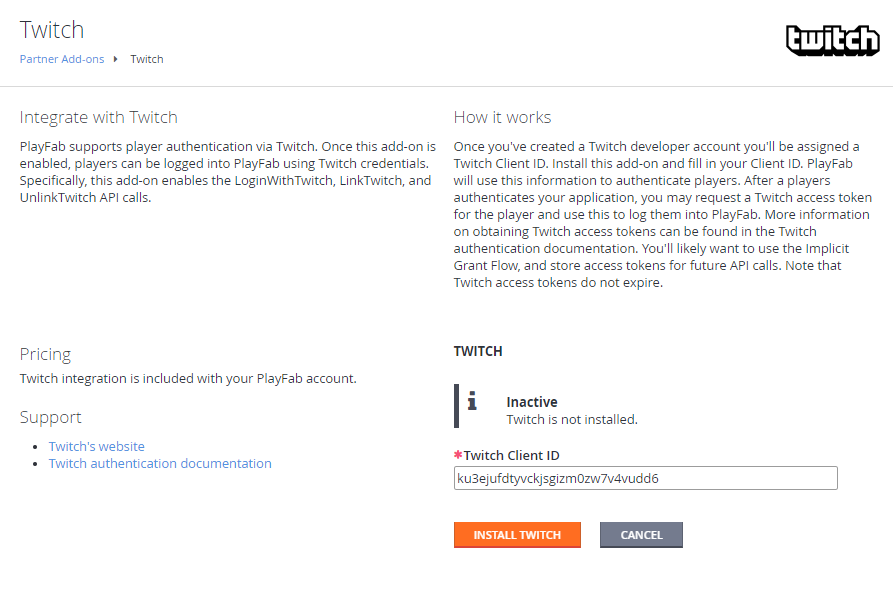 Twitch
Partner Add-ons Twitch
twitch
Integrate with Twitch
PlayFab supports player authentication via Twitch. Once this add-on is
enabled, players can be logged into PlayFab using Twitch credentials.
Specifically, this add-on enables the LoginWithTwitch, LinkTwitch, and
UnlinkTwitch API calls.
How it works
Once you've created a Twitch developer account you'll be assigned a
Twitch Client ID. Install this add-on and fill in your Client ID. PlayFab
will use this information to authenticate players. After a players
authenticates your application, you may request a Twitch access token
for the player and use this to log them into PlayFab. More information
on obtaining Twitch access tokens can be found in the Twitch
authentication documentation. You'll likely want to use the Implicit
Grant Flow, and store access tokens for future API calls. Note that
Twitch access tokens do not expire.
Pricing
Twitch integration is included with your PlayFab account.
Support
• Twitch's website
• Twitch authentication documentation
TWITCH
i
Inactive
Twitch is not installed.
*Twitch Client ID
ku3ejufdtyvckjsgizm0zw7v4vudd6
INSTALL TWITCH CANCEL